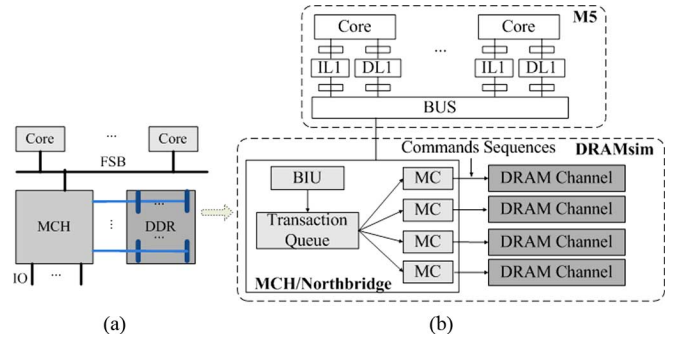 Core
...
Core
M5
IL1
DL1
...
IL1
DL1
BUS
Core
...
Core
FSB
MCH
...
...
...
DDR
IO
...
Commands Sequences
DRAMsim
BIU
Transaction
Queue
MC
DRAM Channel
MC
DRAM Channel
MC
DRAM Channel
MC
DRAM Channel
MCH/Northbridge
(a)
(b)